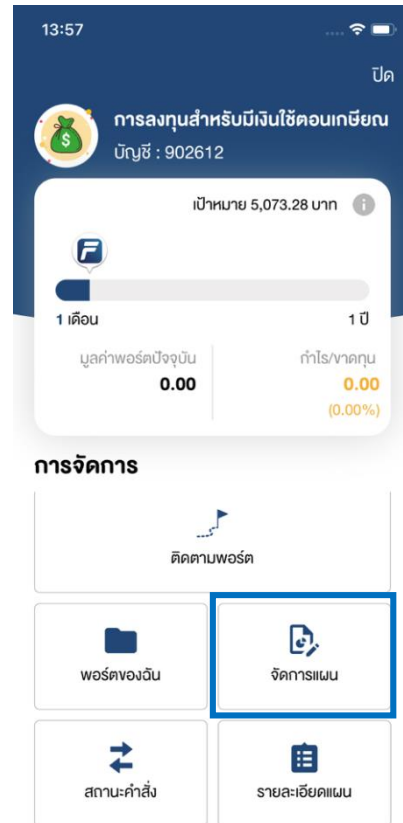 13:57
ปิด
การลงทุนสำหรับมีเงินใช้ตอนเกษียณ
บัญชี : 902612
เป้าหมาย 5,073.28 บาท
1 เดือน 1 ปี
มูลค่าพอร์ตปัจจุบัน กำไร/ขาดทุน
0.00 0.00
(0.00%)
การจัดการ
ติดตามพอร์ต
พอร์ตของฉัน จัดการแผน
สถานะคำสั่ง รายละเอียดแผน